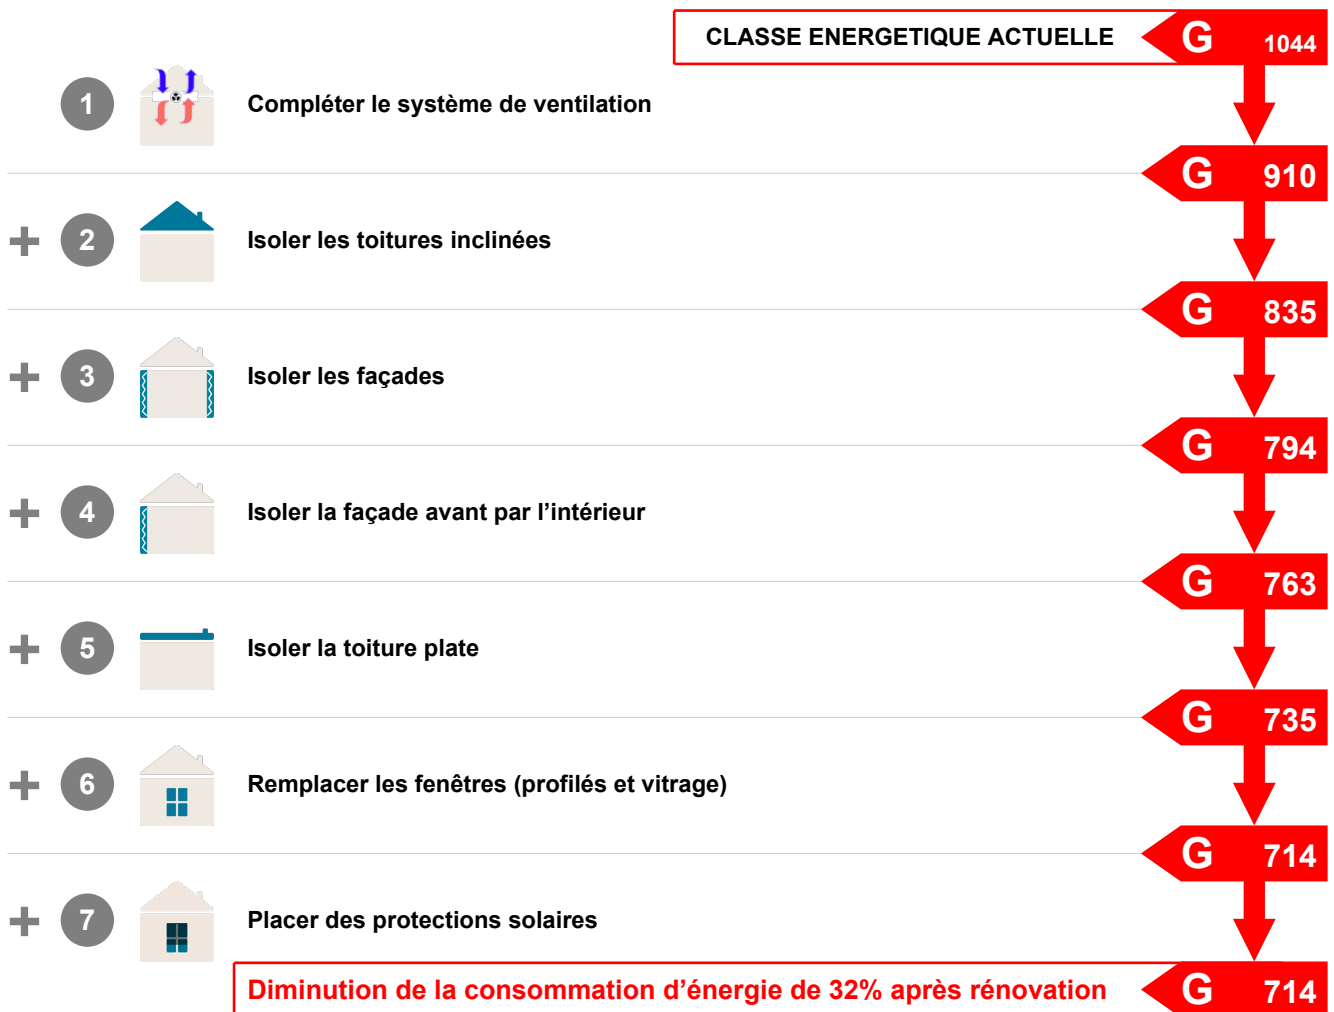 CLASSE ENERGETIQUE ACTUELLE G 1044
1 Compléter le système de ventilation
G 910
+ 2 Isoler les toitures inclinées
G 835
+ 3 Isoler les façades
G 794
+ 4 Isoler la façade avant par l’intérieur
G 763
+ 5 Isoler la toiture plate
G 735
+ 6 Remplacer les fenêtres (profilés et vitrage)
G 714
+ 7 Placer des protections solaires
Diminution de la consommation d’énergie de 32% après rénovation G 714